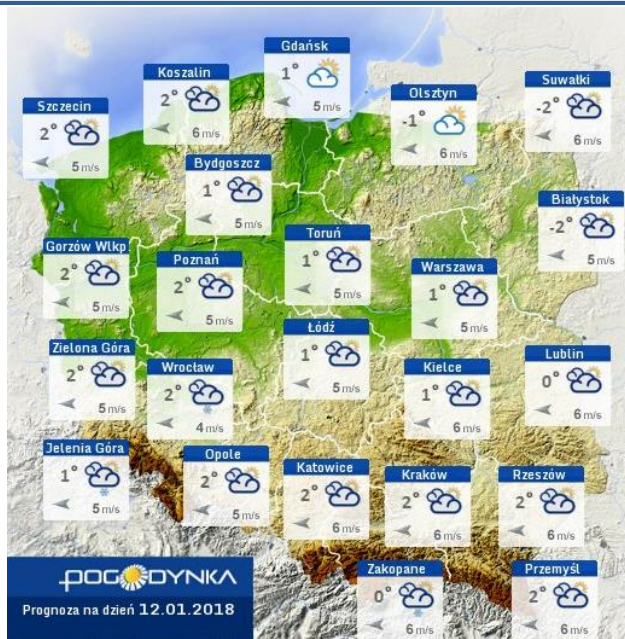 Gdańsk
1°
5 m/s
Koszalin
2°
6 m/s
Suwałki
-2°
6 m/s
Olsztyn
-1°
6 m/s
Szczecin
2°
5 m/s
Bydgoszcz
1°
5 m/s
Białystok
-2°
5 m/s
Toruń
1°
5 m/s
Gorzów Wlkp
2°
5 m/s
Poznań
2°
5 m/s
Warszawa
1°
5 m/s
Łódź
1°
5 m/s
Zielona Góra
2°
5 m/s
Wrocław
2°
4 m/s
Kielce
1°
6 m/s
Lublin
0°
6 m/s
Jelenia Góra
1°
5 m/s
Opole
2°
5 m/s
Katowice
2°
6 m/s
Kraków
2°
6 m/s
Rzeszów
2°
6 m/s
Zakopane
0°
6 m/s
Przemyśl
2°
6 m/s
POGODYNKA
Prognoza na dzień 12.01.2018